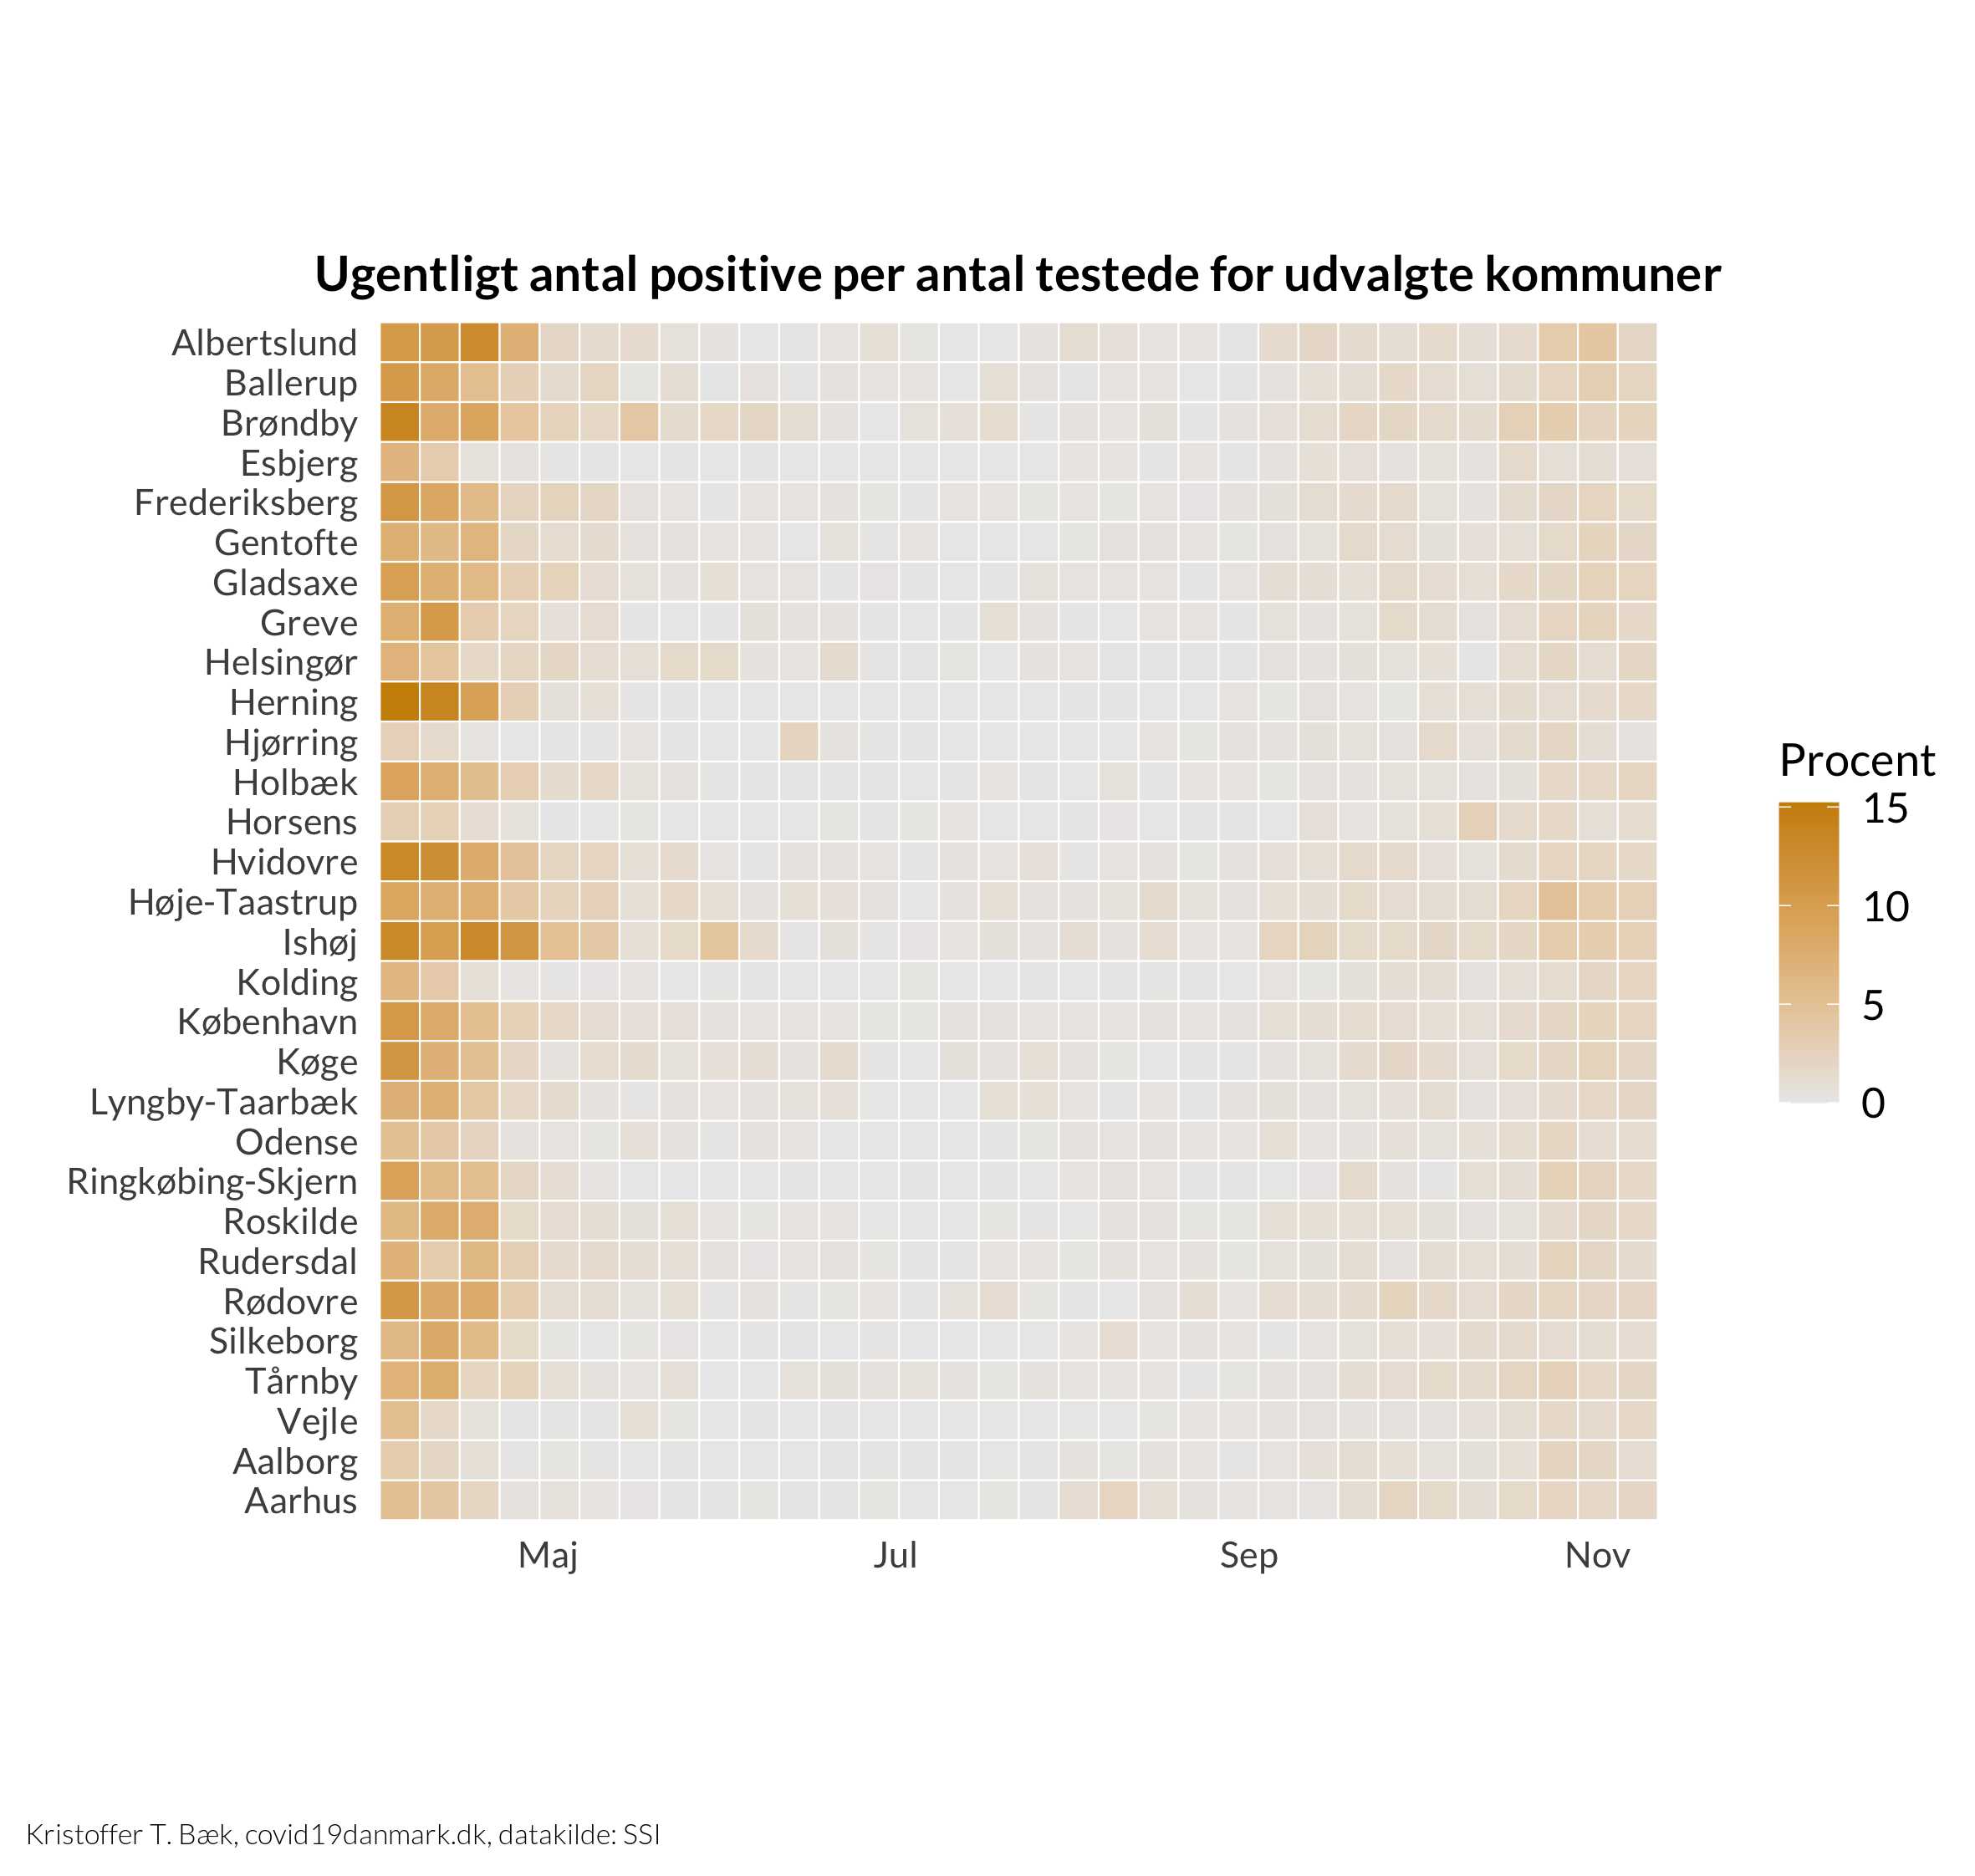 Ugentligt antal positive per antal testede for udvalgte kommuner
Albertslund
Ballerup
Brøndby
Esbjerg
Frederiksberg
Gentofte
Gladsaxe
Greve
Helsingør
Herning
Hjørring
Holbæk
Horsens
Hvidovre
Høje-Taastrup
Ishøj
Kolding
København
Køge
Lyngby-Taarbæk
Odense
Ringkøbing-Skjern
Roskilde
Rudersdal
Rødovre
Silkeborg
Tårnby
Vejle
Aalborg
Aarhus
Maj Jul Sep Nov
Procent
15
10
5
0
Kristoffer T. Bæk, covid19danmark.dk, datakilde: SSI